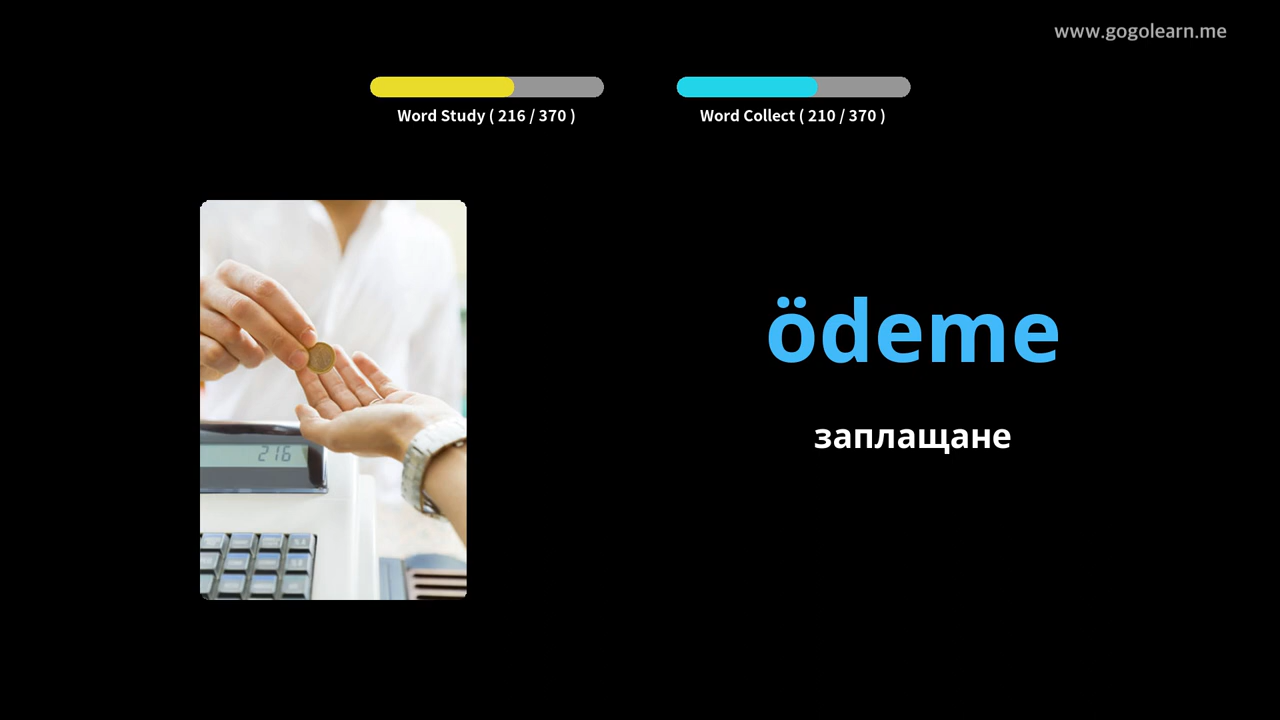 www.gogolearn.me
Word Study ( 216 / 370 )
Word Collect ( 210 / 370 )
ödeme
заплащане
216